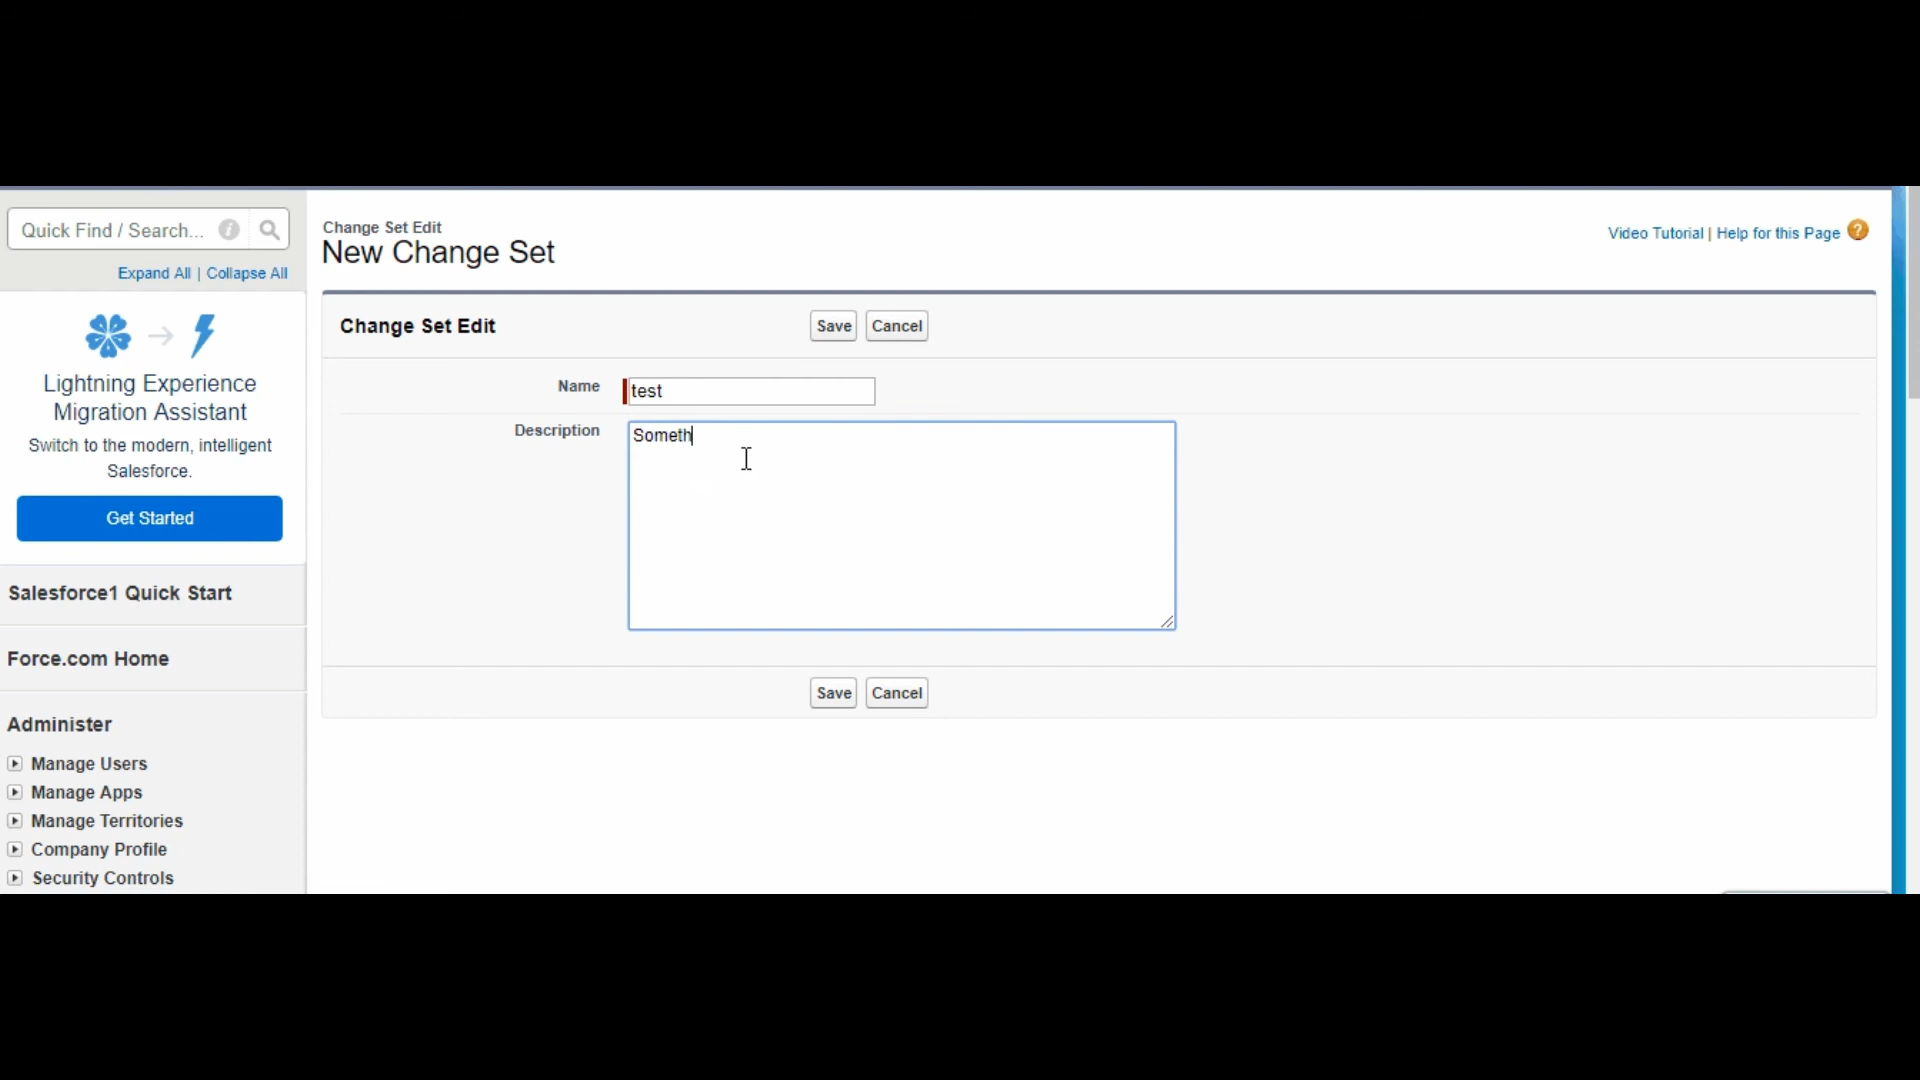 Quick Find / Search...
Expand All | Collapse All
Lightning Experience
Migration Assistant
Switch to the modern, intelligent
Salesforce.
Get Started
Salesforce1 Quick Start
Force.com Home
Administer
Manage Users
Manage Apps
Manage Territories
Company Profile
Security Controls
Change Set Edit
New Change Set
Video Tutorial | Help for this Page ?
Change Set Edit
Save Cancel
Name test
Description Someth
Save Cancel